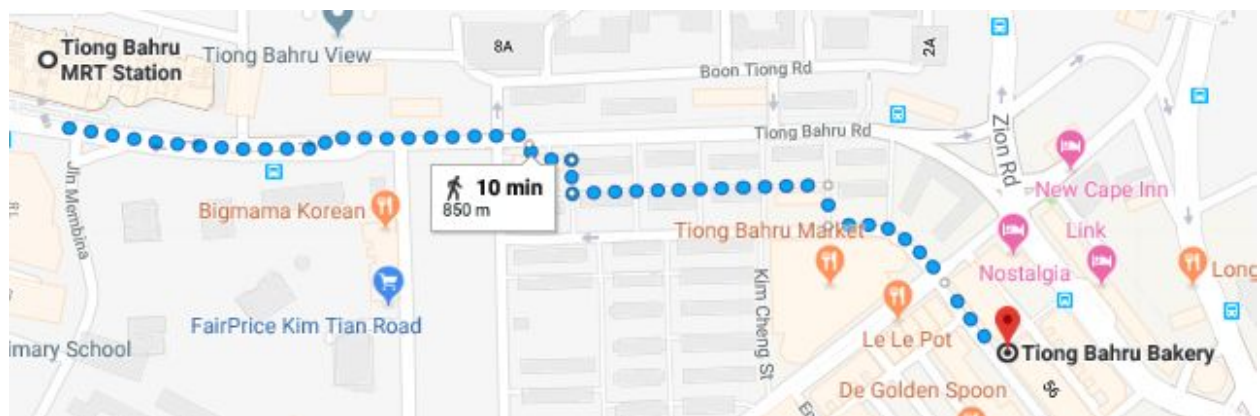 Tiong Bahru
MRT Station
Tiong Bahru View
8A
2A
Boon Tiong Rd
Tiong Bahru Rd
Zion Rd
Jln Membina
10 min
850 m
New Cape Inn
Bigmama Korean
Tiong Bahru Market
Link
Nostalgia
Long
Kim Cheng St
FairPrice Kim Tian Road
Le Le Pot
imary School
Tiong Bahru Bakery
De Golden Spoon
56